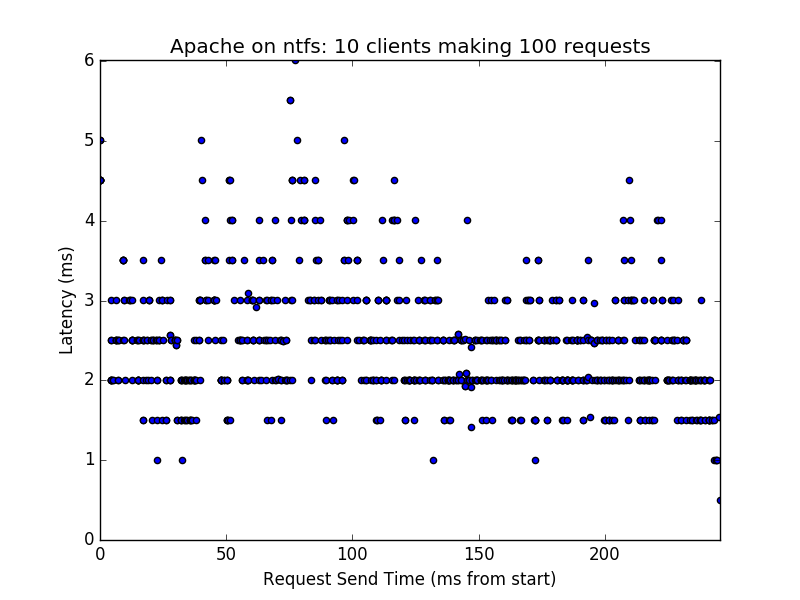 Apache on ntfs: 10 clients making 100 requests
6
5
4
3
2
1
0
Latency (ms)
0 50 100 150 200
Request Send Time (ms from start)